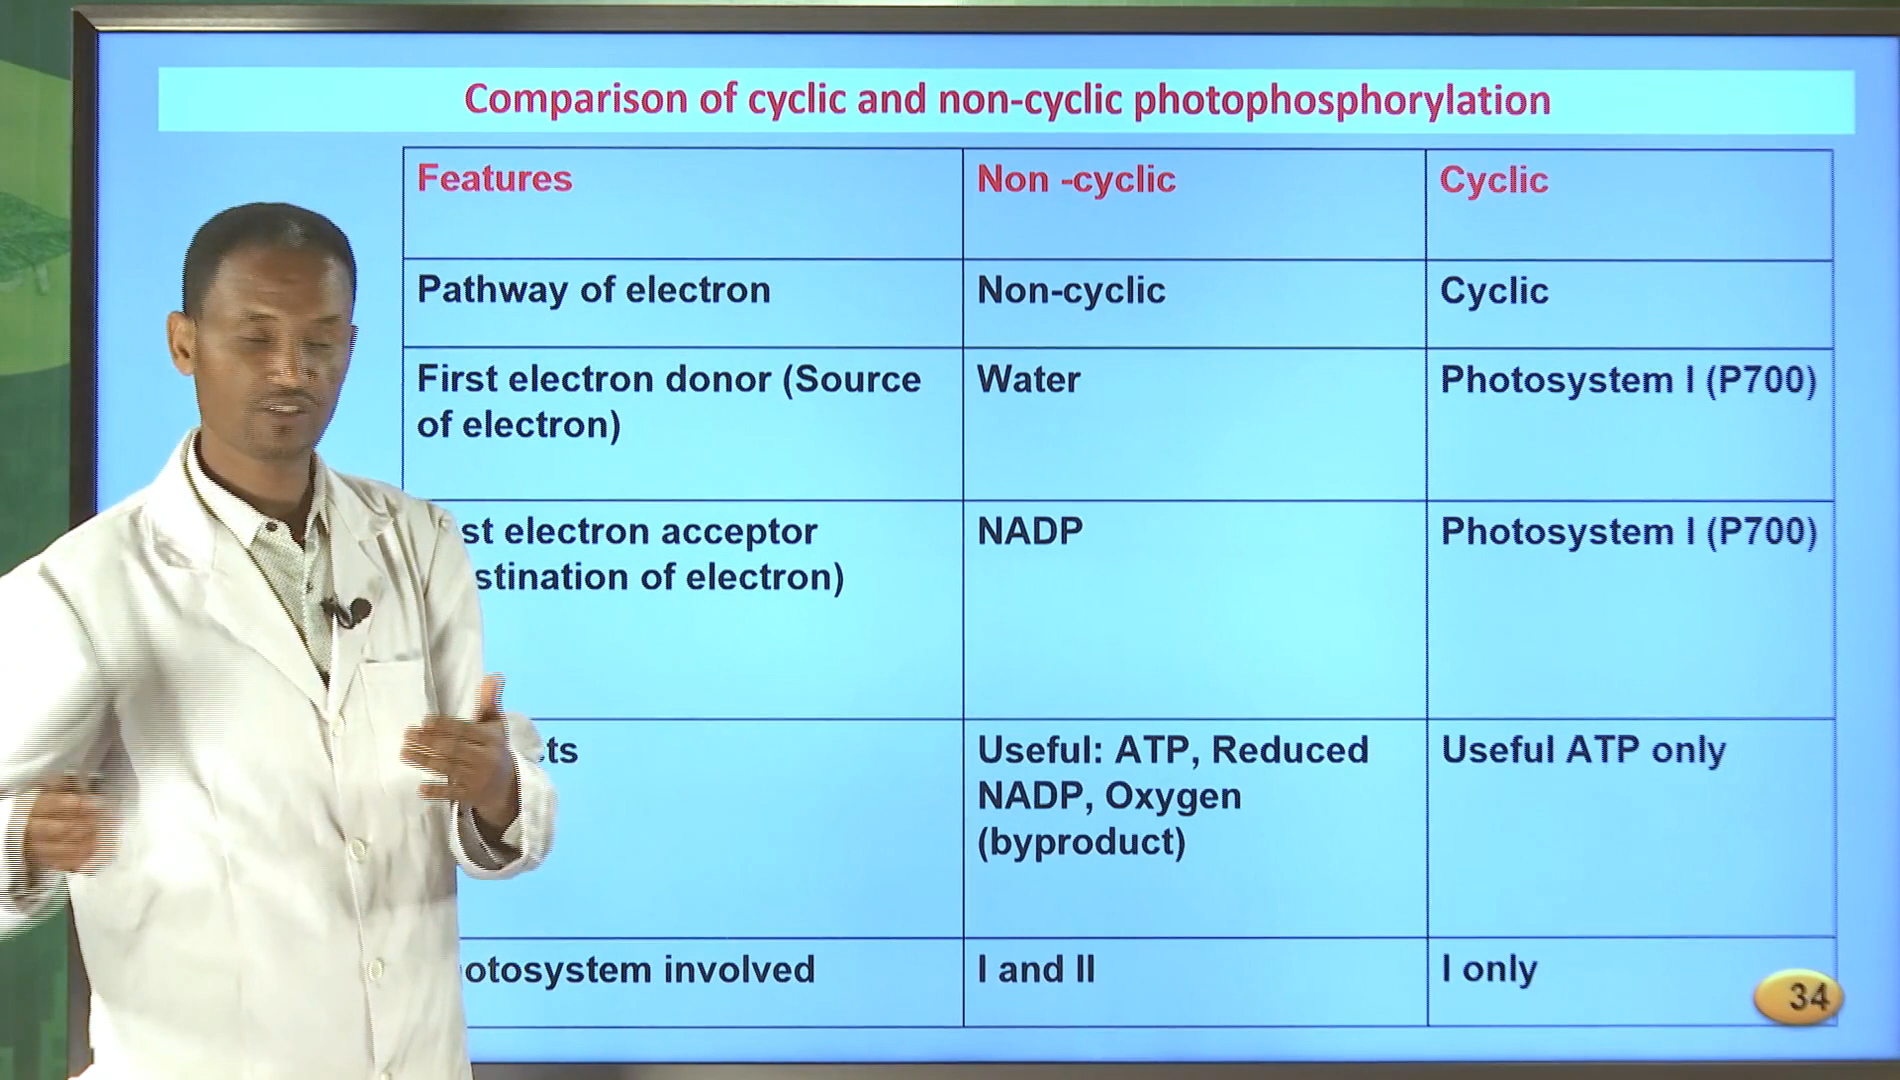 Comparison of cyclic and non-cyclic photophosphorylation
Features
Non -cyclic
Cyclic
Pathway of electron
Non-cyclic
Cyclic
First electron donor (Source
of electron)
Water
Photosystem I (P700)
electron acceptor
of electron)
NADP
Photosystem I (P700)
Useful: ATP, Reduced
NADP, Oxygen
(byproduct)
Useful ATP only
involved
I and II
I only
34